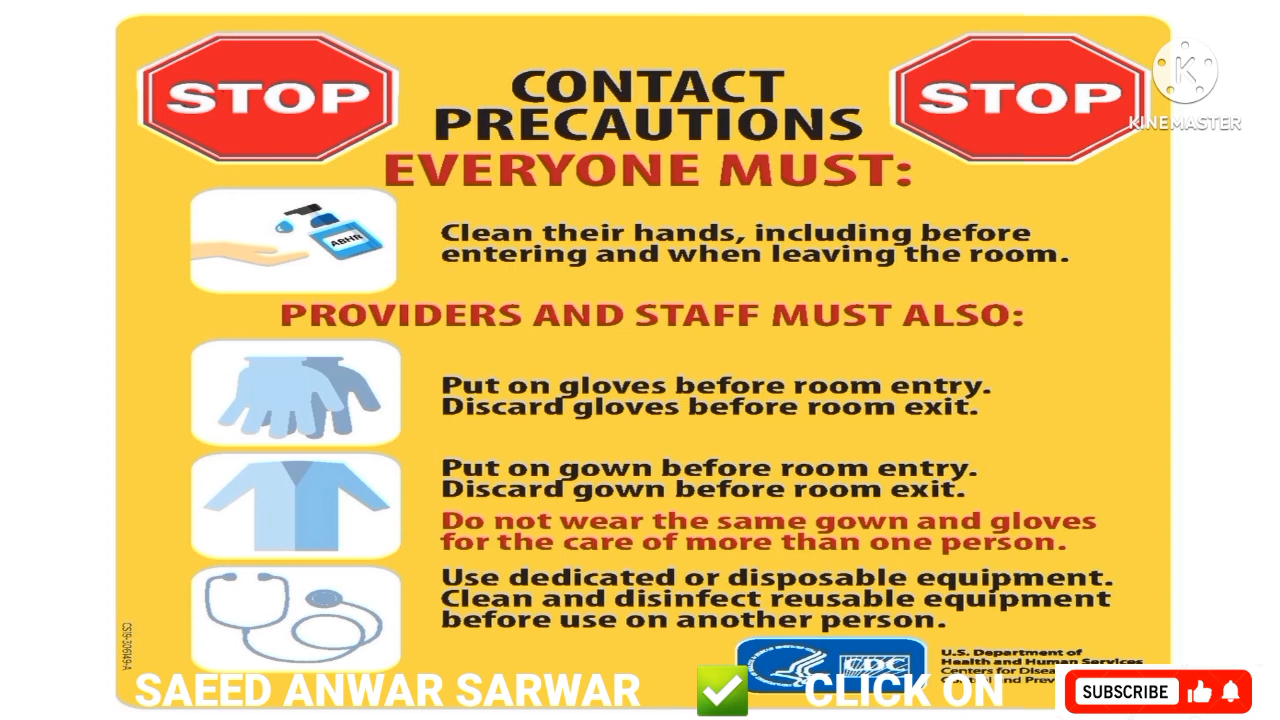 STOP
STOP
CONTACT
PRECAUTIONS
EVERYONE MUST:
K
KINEMASTER
ABHR
Clean their hands, including before
entering and when leaving the room.
PROVIDERS AND STAFF MUST ALSO:
Put on gloves before room entry.
Discard gloves before room exit.
Put on gown before room entry.
Discard gown before room exit.
Do not wear the same gown and gloves
for the care of more than one person.
Use dedicated or disposable equipment.
Clean and disinfect reusable equipment
before use on another person.
CS19-306149-A
CDC
U.S. Department of
Health and Human Services
Centers for
SAEED ANWAR SARWAR
CLICK ON
SUBSCRIBE